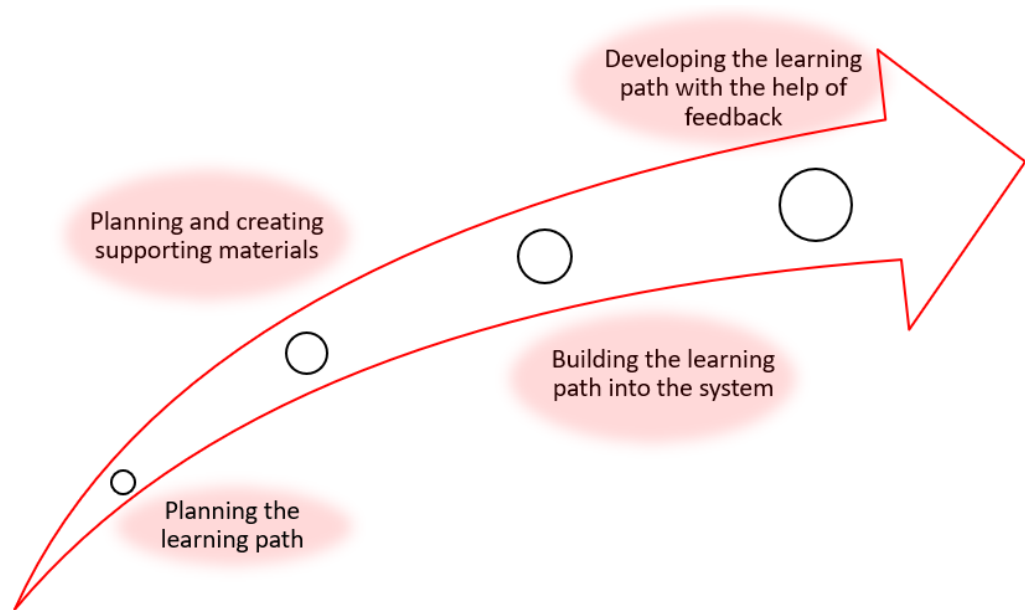 Developing the learning
path with the help of
feedback
Planning and creating
supporting materials
Building the learning
path into the system
Planning the
learning path